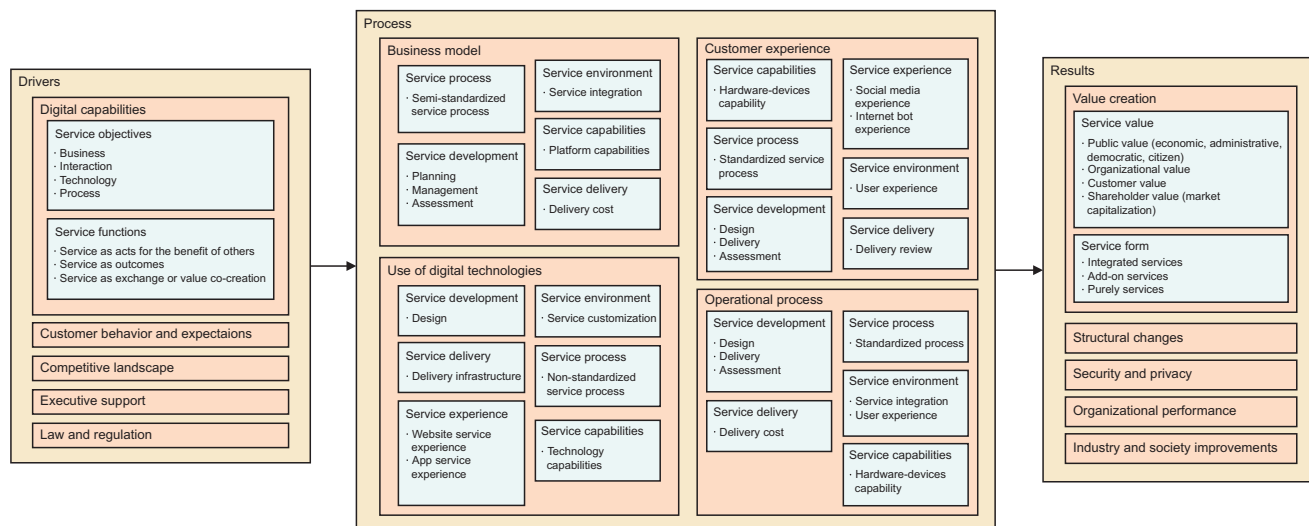 Drivers
Digital capabilities
Service objectives
· Business
· Interaction
· Technology
· Process
Service functions
· Service as acts for the benefit of others
· Service as outcomes
· Service as exchange or value co-creation
Customer behavior and expectaions
Competitive landscape
Executive support
Law and regulation
Process
Business model
Service process
· Semi-standardized
service process
Service development
· Planning
· Management
· Assessment
Service environment
· Service integration
Service capabilities
· Platform capabilities
Service delivery
· Delivery cost
Use of digital technologies
Service development
· Design
Service delivery
· Delivery infrastructure
Service experience
· Website service
experience
· App service
experience
Service environment
· Service customization
Service process
· Non-standardized
service process
Service capabilities
· Technology
capabilities
Customer experience
Service capabilities
· Hardware-devices
capability
Service process
· Standardized service
process
Service development
· Design
· Delivery
· Assessment
Service experience
· Social media
experience
· Internet bot
experience
Service environment
· User experience
Service delivery
· Delivery review
Operational process
Service development
· Design
· Delivery
· Assessment
Service delivery
· Delivery cost
Service process
· Standardized process
Service environment
· Service integration
· User experience
Service capabilities
· Hardware-devices
capability
Results
Value creation
Service value
· Public value (economic, administrative,
democratic, citizen)
· Organizational value
· Customer value
· Shareholder value (market
capitalization)
Service form
· Integrated services
· Add-on services
· Purely services
Structural changes
Security and privacy
Organizational performance
Industry and society improvements